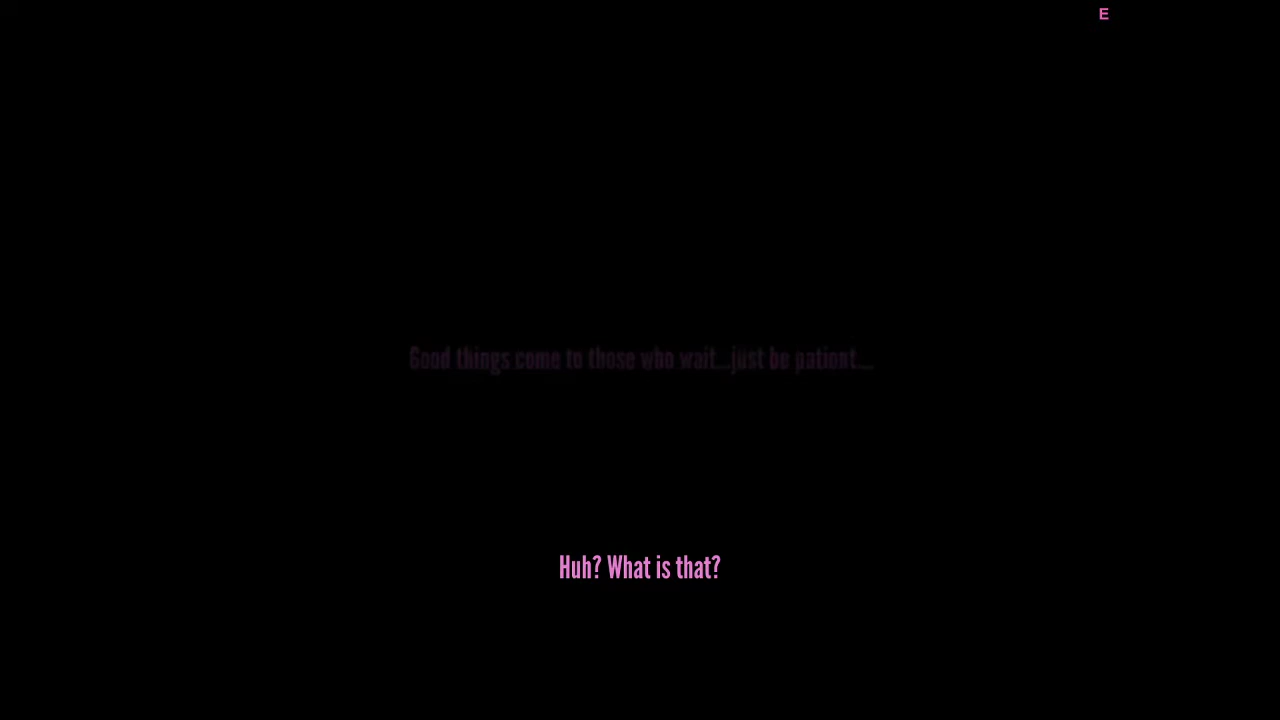 E
Good things come to those who wait...just be patient...
Huh? What is that?